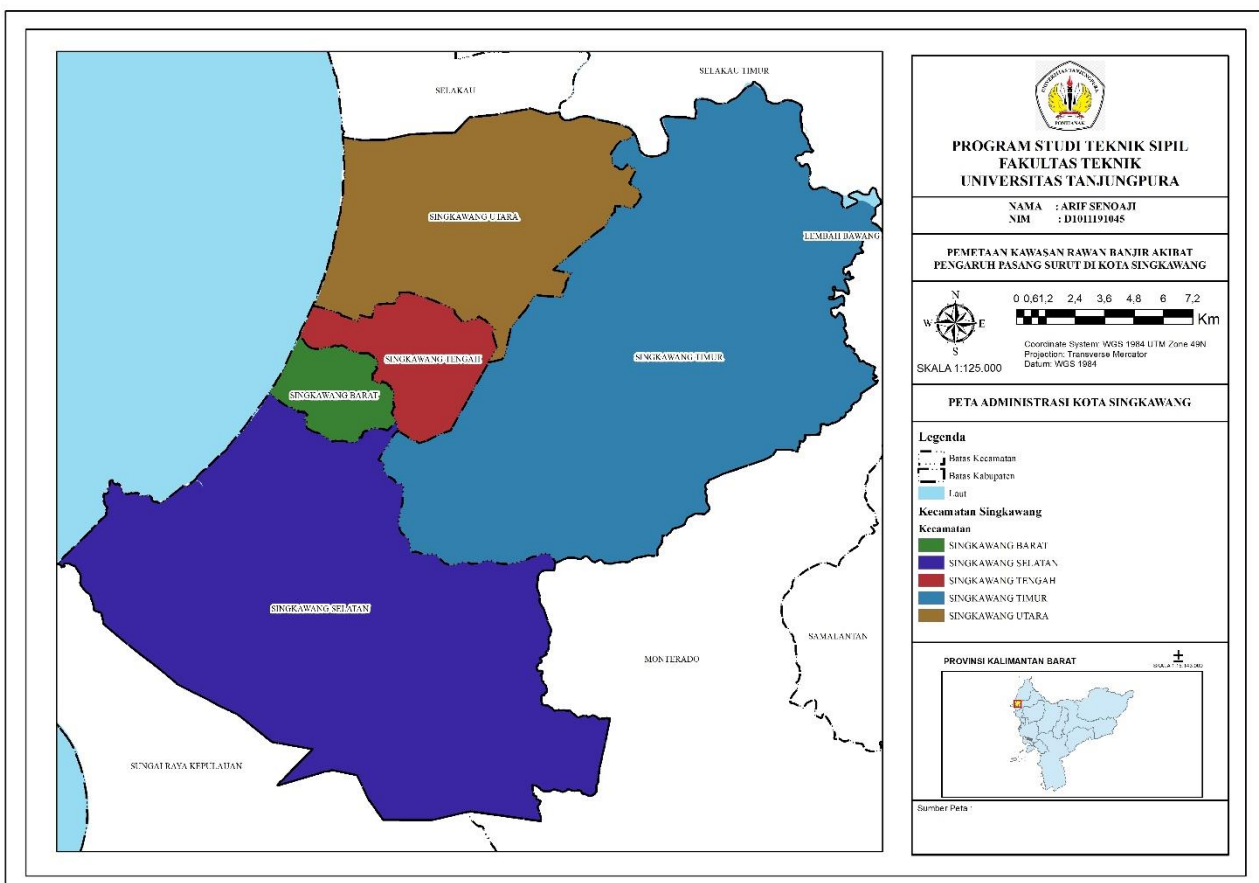 SELAKAU TIMUR
SELAKAU
SINGKAWANG UTARA
LEMBAH BAWANG
SINGKAWANG TENGAH
SINGKAWANG TIMUR
SINGKAWANG BARAT
SINGKAWANG SELATAN
SAMALANTAN
MONTERADO
SUNGAI RAYA KEPULAUAN
UNIVERSITAS TANJUNGPURA
PONTIANAK
PROGRAM STUDI TEKNIK SIPIL
FAKULTAS TEKNIK
UNIVERSITAS TANJUNGPURA
NAMA : ARIF SENOAJI
NIM : D1011191045
PEMETAAN KAWASAN RAWAN BANJIR AKIBAT
PENGARUH PASANG SURUT DI KOTA SINGKAWANG
N
W E
S
SKALA 1:125.000
0 0,61,2 2,4 3,6 4,8 6 7,2
Km
Coordinate System: WGS 1984 UTM Zone 49N
Projection: Transverse Mercator
Datum: WGS 1984
PETA ADMINISTRASI KOTA SINGKAWANG
Legenda
Batas Kecamatan
Batas Kabupaten
Laut
Kecamatan Singkawang
Kecamatan
SINGKAWANG BARAT
SINGKAWANG SELATAN
SINGKAWANG TENGAH
SINGKAWANG TIMUR
SINGKAWANG UTARA
PROVINSI KALIMANTAN BARAT
Sumber Peta :